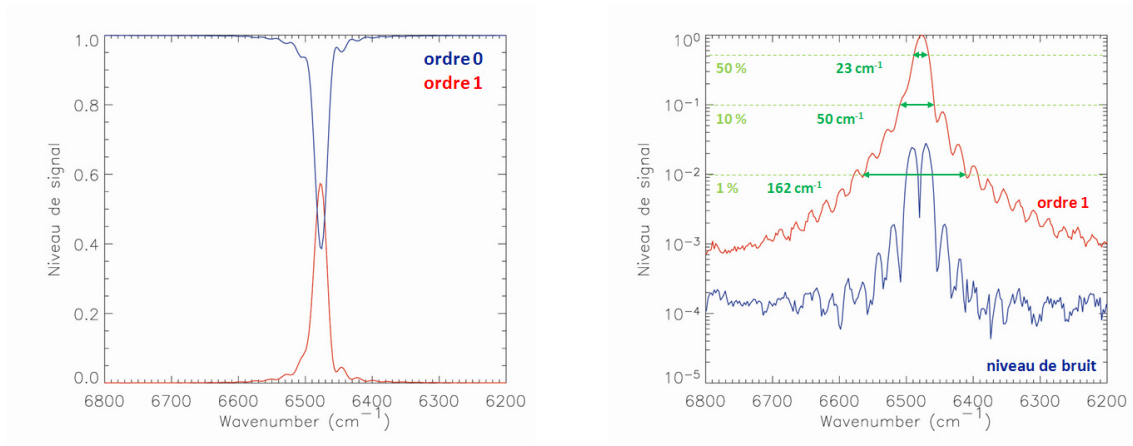 1.0
0.8
0.6
0.4
0.2
0.0
Niveau de signal
ordre 0
ordre 1
6800 6700 6600 6500 6400 6300 6200
Wavenumber (cm⁻¹)
10⁰
10⁻¹
10⁻²
10⁻³
10⁻⁴
10⁻⁵
Niveau de signal
50 % 23 cm⁻¹
10 % 50 cm⁻¹
1 % 162 cm⁻¹
ordre 1
niveau de bruit
6800 6700 6600 6500 6400 6300 6200
Wavenumber (cm⁻¹)